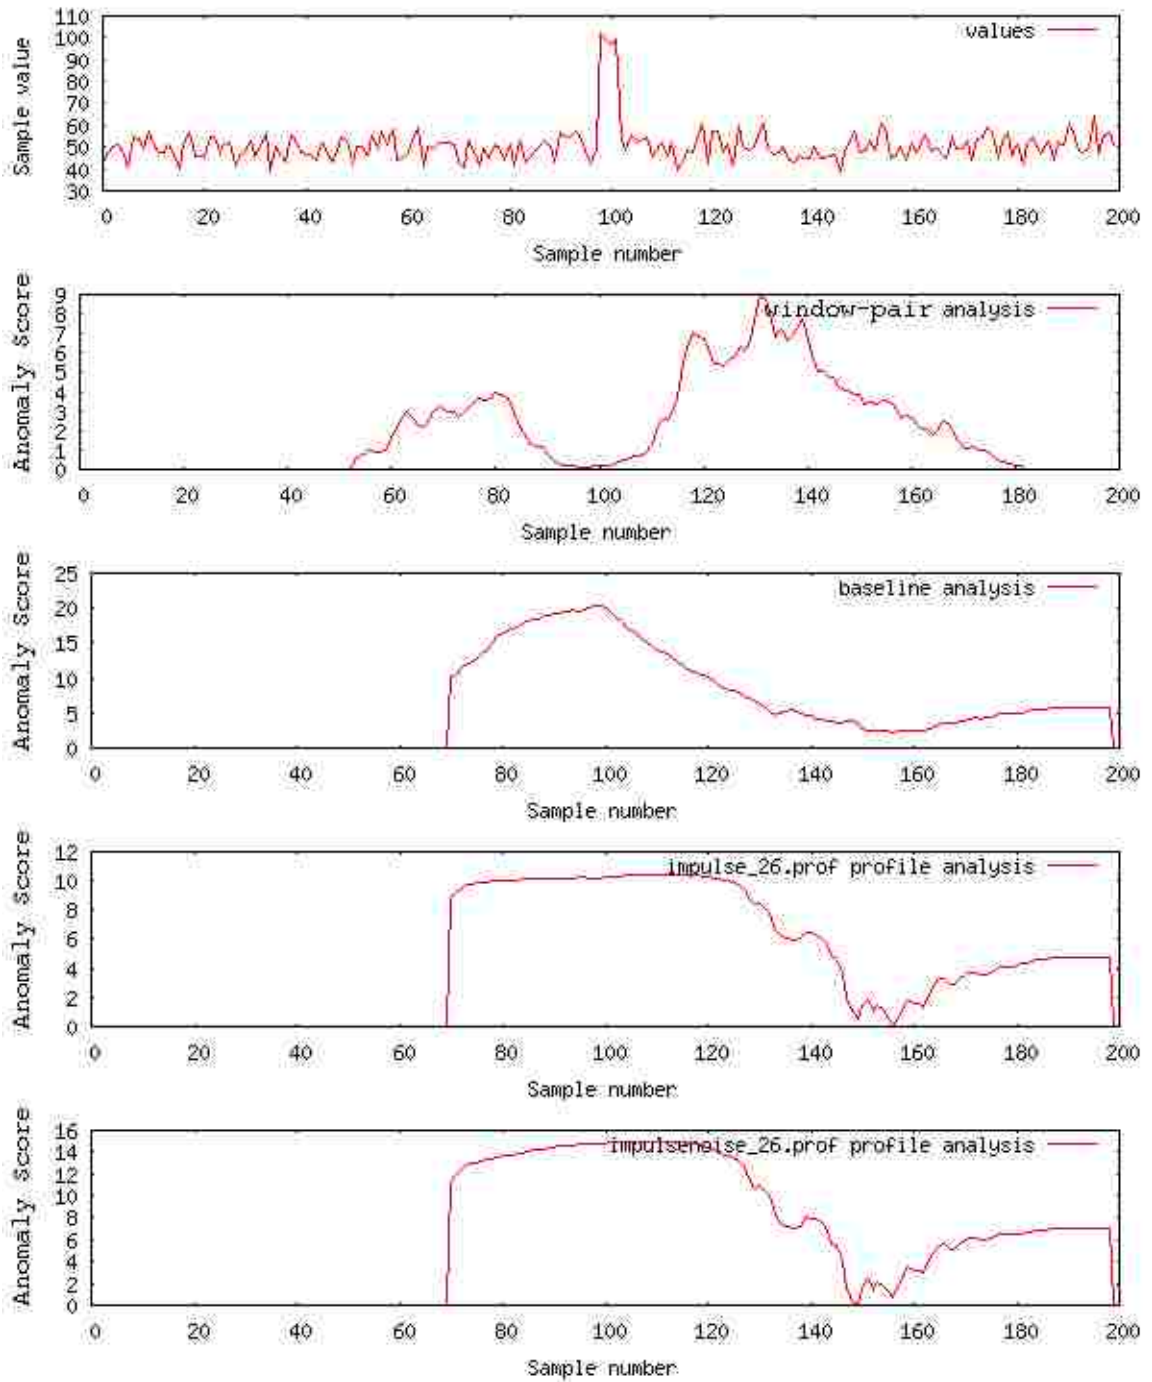 110
100
90
80
70
60
50
40
30
Sample value
values
0 20 40 60 80 100 120 140 160 180 200
Sample number
9
8
7
6
5
4
3
2
1
0
Anomaly Score
window-pair analysis
0 20 40 60 80 100 120 140 160 180 200
Sample number
25
20
15
10
5
0
Anomaly Score
baseline analysis
0 20 40 60 80 100 120 140 160 180 200
Sample number
12
10
8
6
4
2
0
Anomaly Score
impulse_26.prof profile analysis
0 20 40 60 80 100 120 140 160 180 200
Sample number
16
14
12
10
8
6
4
2
0
Anomaly Score
impulsenoise_26.prof profile analysis
0 20 40 60 80 100 120 140 160 180 200
Sample number